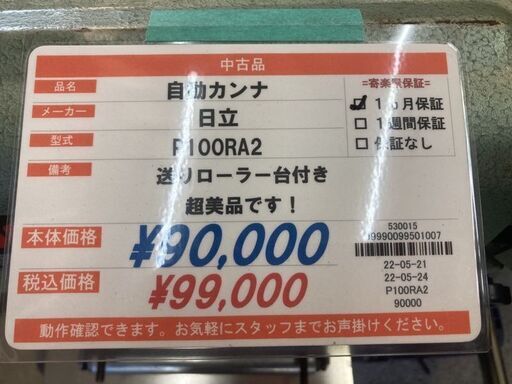 中古品
品名 自動カンナ
メーカー 日立
型式 P100RA2
備考 送りローラー台付き
超美品です！
=寄楽屋保証=
1ヵ月保証
1週間保証
保証なし
本体価格 ¥90,000
税込価格 ¥99,000
530015
99990099501007
22-05-21
22-05-24
P100RA2
90000
動作確認できます。お気軽にスタッフまでお声掛けください。